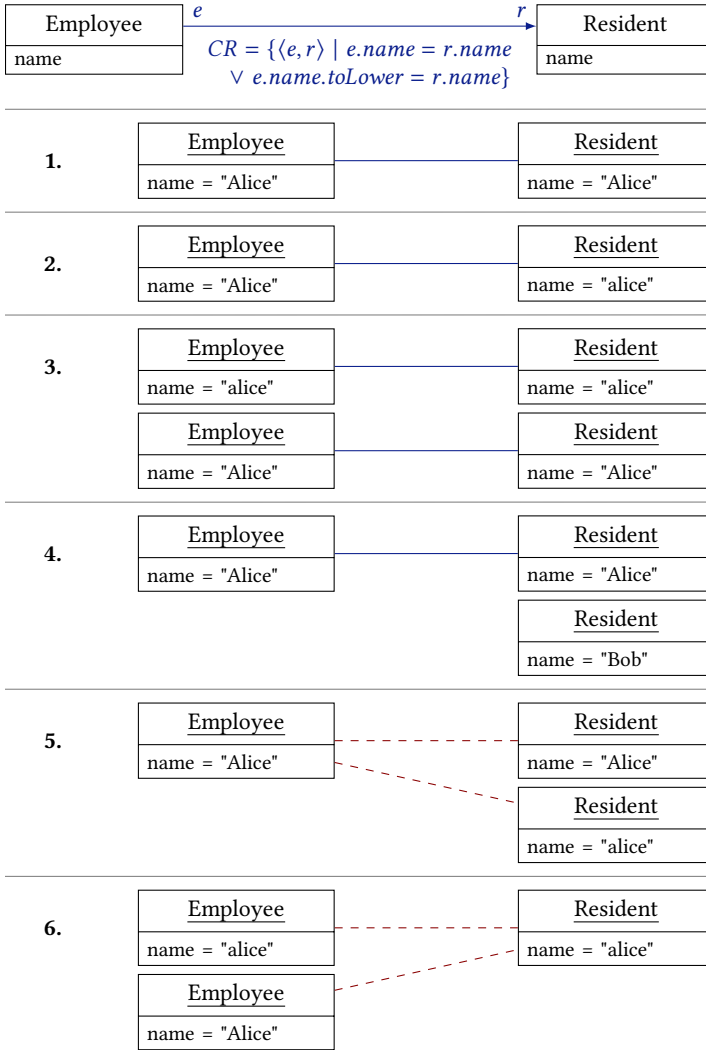 Employee e r Resident
name CR = {⟨e, r⟩ | e.name = r.name name
∨ e.name.toLower = r.name}
1. Employee Resident
name = "Alice" name = "Alice"
2. Employee Resident
name = "Alice" name = "alice"
3. Employee Resident
name = "alice" name = "alice"
Employee Resident
name = "Alice" name = "Alice"
4. Employee Resident
name = "Alice" name = "Alice"
Resident
name = "Bob"
5. Employee Resident
name = "Alice" name = "Alice"
Resident
name = "alice"
6. Employee Resident
name = "alice" name = "alice"
Employee
name = "Alice"